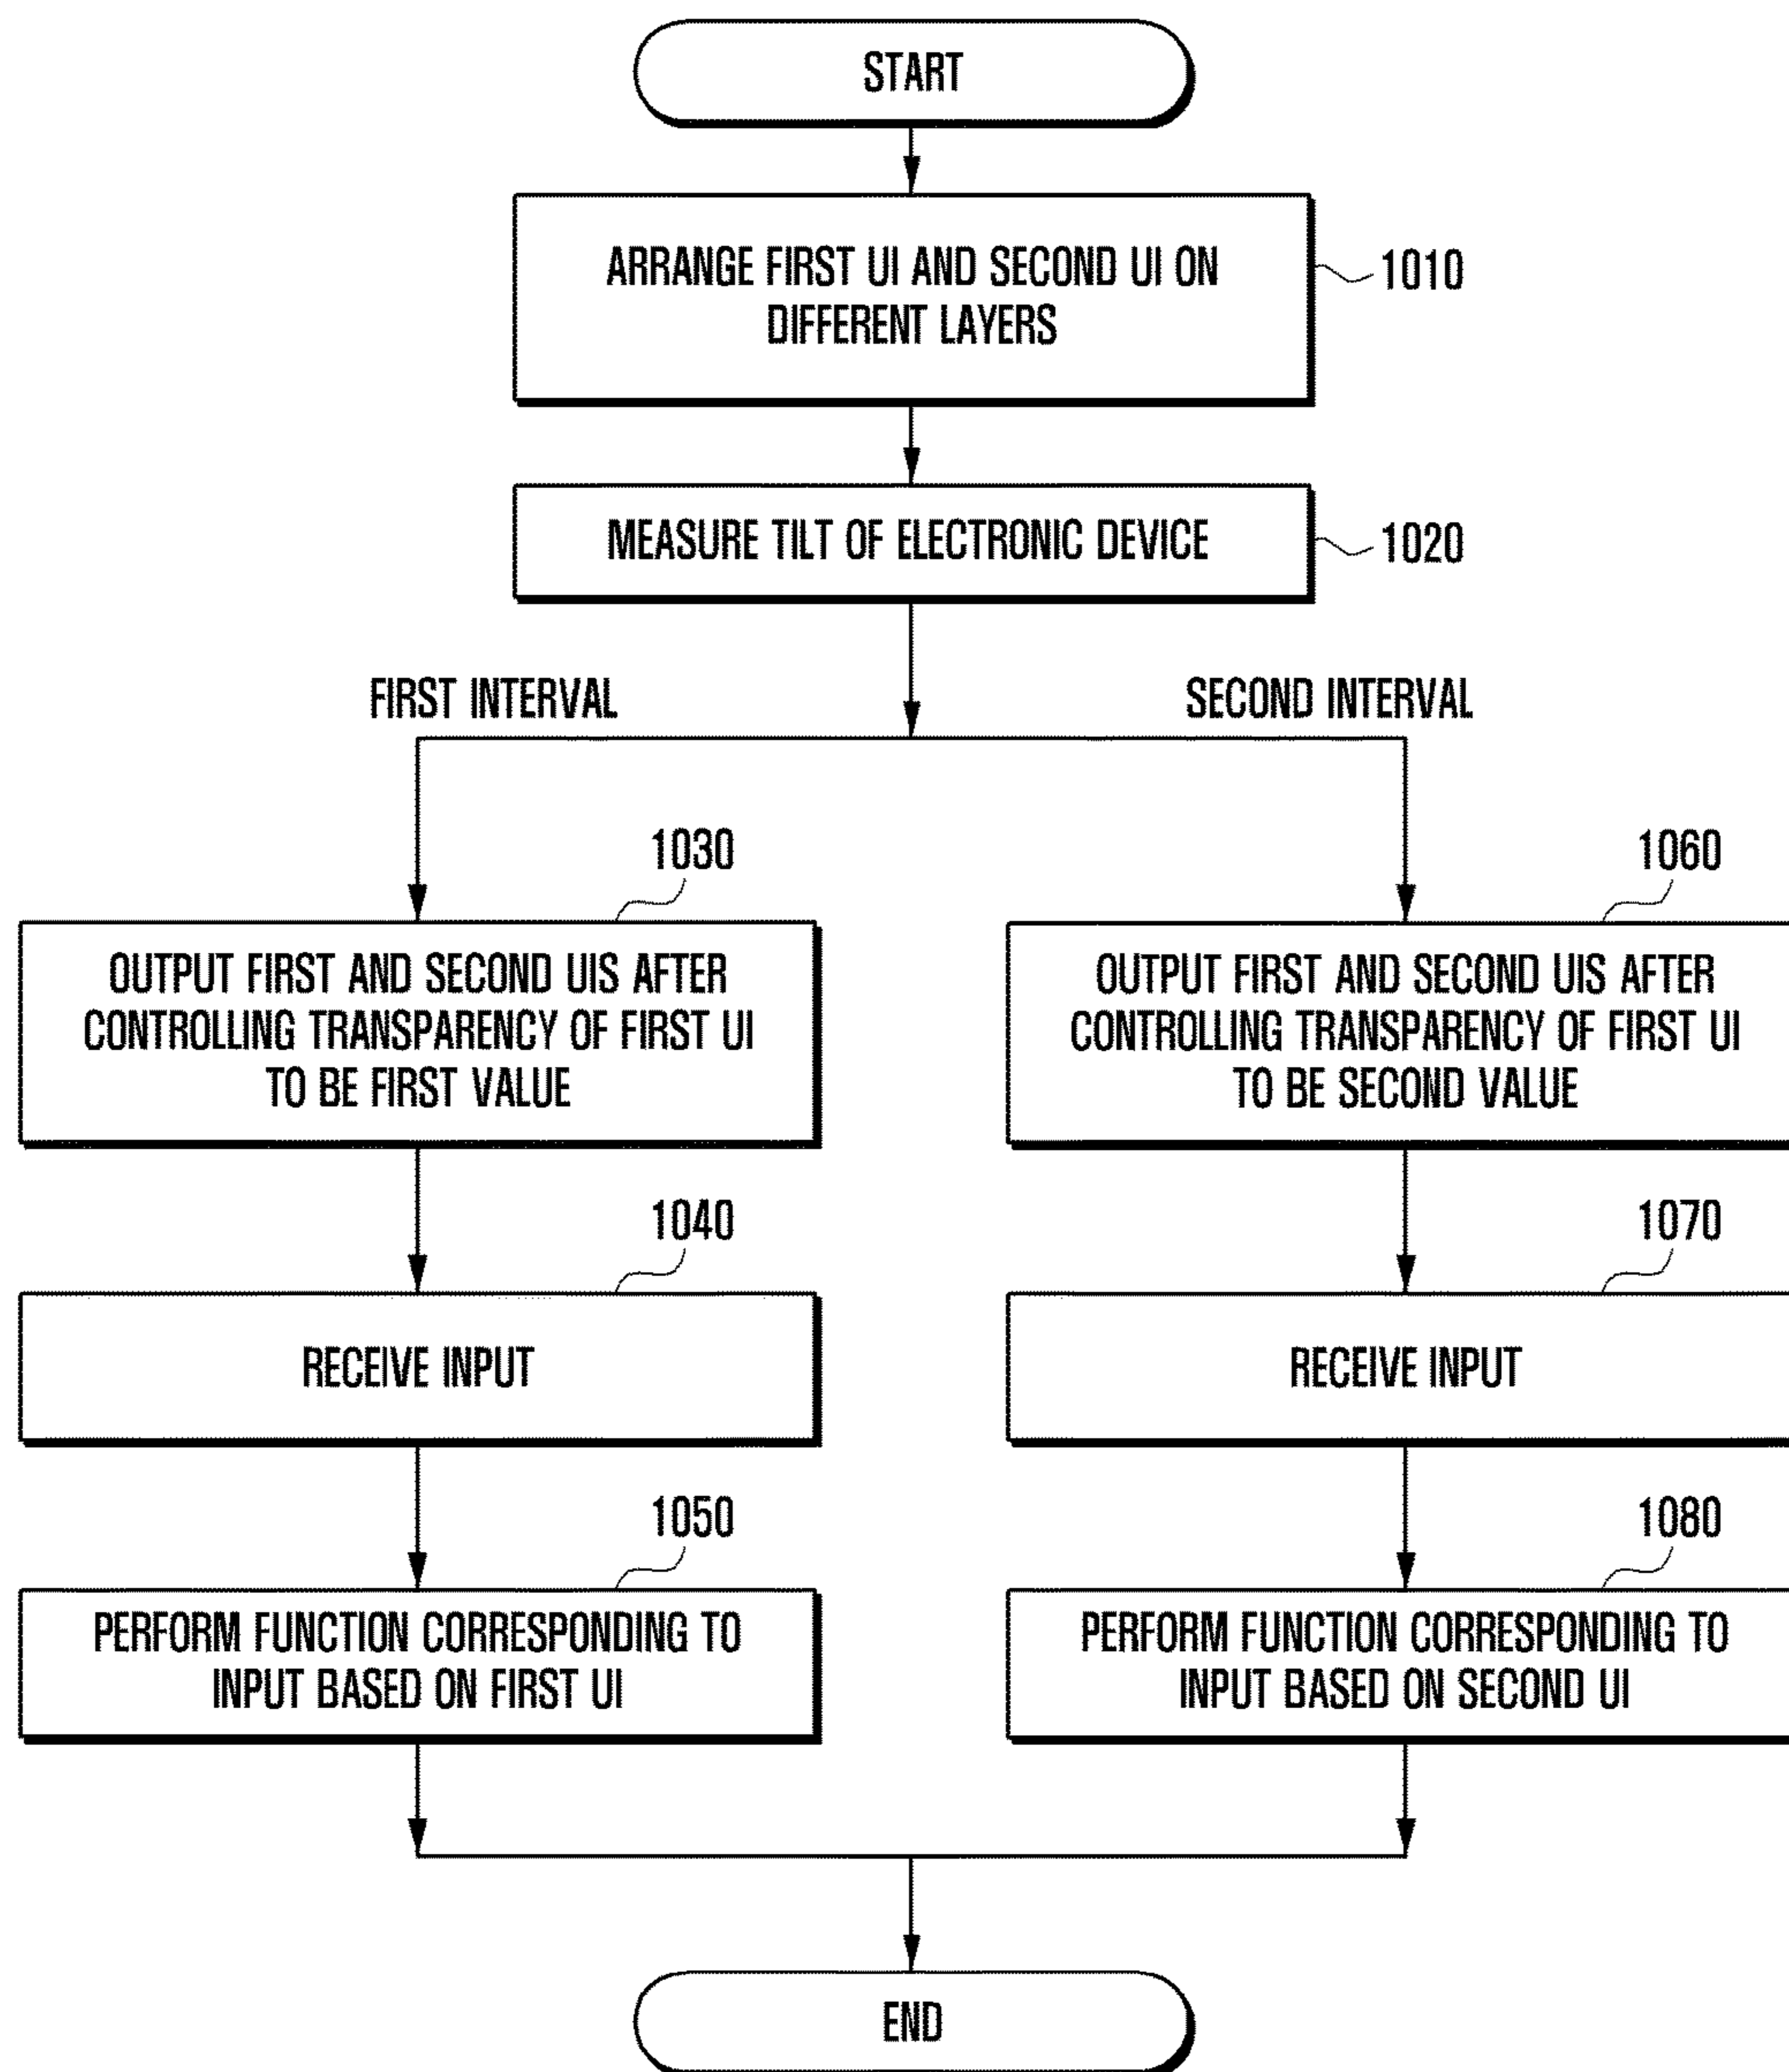 START
ARRANGE FIRST UI AND SECOND UI ON
DIFFERENT LAYERS
1010
MEASURE TILT OF ELECTRONIC DEVICE
1020
FIRST INTERVAL
SECOND INTERVAL
1030
OUTPUT FIRST AND SECOND UIS AFTER
CONTROLLING TRANSPARENCY OF FIRST UI
TO BE FIRST VALUE
1040
RECEIVE INPUT
1050
PERFORM FUNCTION CORRESPONDING TO
INPUT BASED ON FIRST UI
1060
OUTPUT FIRST AND SECOND UIS AFTER
CONTROLLING TRANSPARENCY OF FIRST UI
TO BE SECOND VALUE
1070
RECEIVE INPUT
1080
PERFORM FUNCTION CORRESPONDING TO
INPUT BASED ON SECOND UI
END